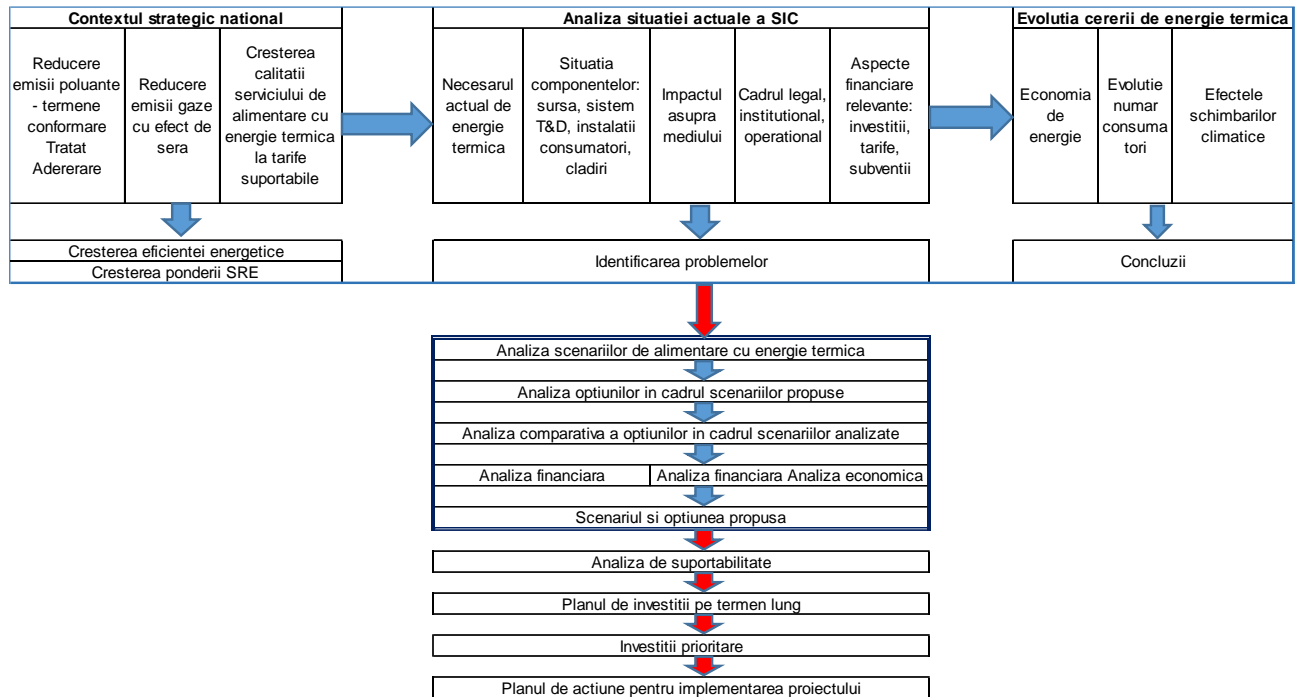 Contextul strategic national
Analiza situatiei actuale a SIC
Evolutia cererii de energie termica
Reducere
emisii poluante
- termene
conformare
Tratat
Adererare
Reducere
emisii gaze
cu efect de
sera
Cresterea
calitatii
serviciului de
alimentare cu
energie termica
la tarife
suportabile
Necesarul
actual de
energie
termica
Situatia
componentelor:
sursa, sistem
T&D, instalatii
consumatori,
cladiri
Impactul
asupra
mediului
Cadrul legal,
institutional,
operational
Aspecte
financiare
relevante:
investitii,
tarife,
subventii
Economia
de
energie
Evolutie
numar
consuma
tori
Efectele
schimbarilor
climatice
Cresterea eficientei energetice
Cresterea ponderii SRE
Identificarea problemelor
Concluzii
Analiza scenariilor de alimentare cu energie termica
Analiza optiunilor in cadrul scenariilor propuse
Analiza comparativa a optiunilor in cadrul scenariilor analizate
Analiza financiara
Analiza financiara Analiza economica
Scenariul si optiunea propusa
Analiza de suportabilitate
Planul de investitii pe termen lung
Investitii prioritare
Planul de actiune pentru implementarea proiectului